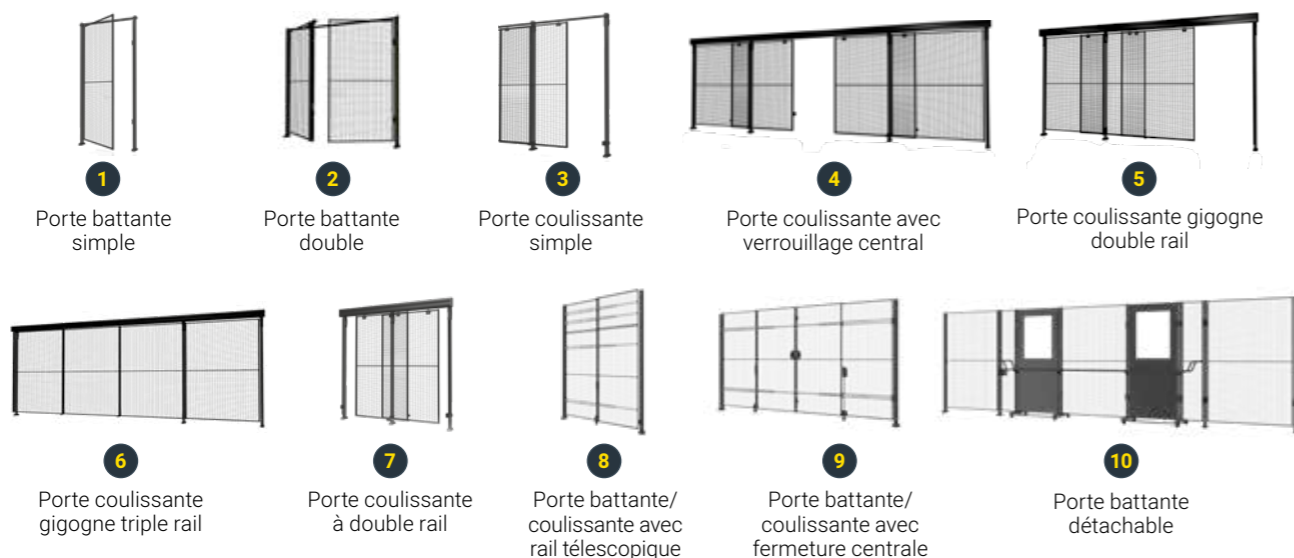 1
Porte battante
simple
2
Porte battante
double
3
Porte coulissante
simple
4
Porte coulissante avec
verrouillage central
5
Porte coulissante gigogne
double rail
6
Porte coulissante
gigogne triple rail
7
Porte coulissante
à double rail
8
Porte battante/
coulissante avec
rail télescopique
9
Porte battante/
coulissante avec
fermeture centrale
10
Porte battante
détachable